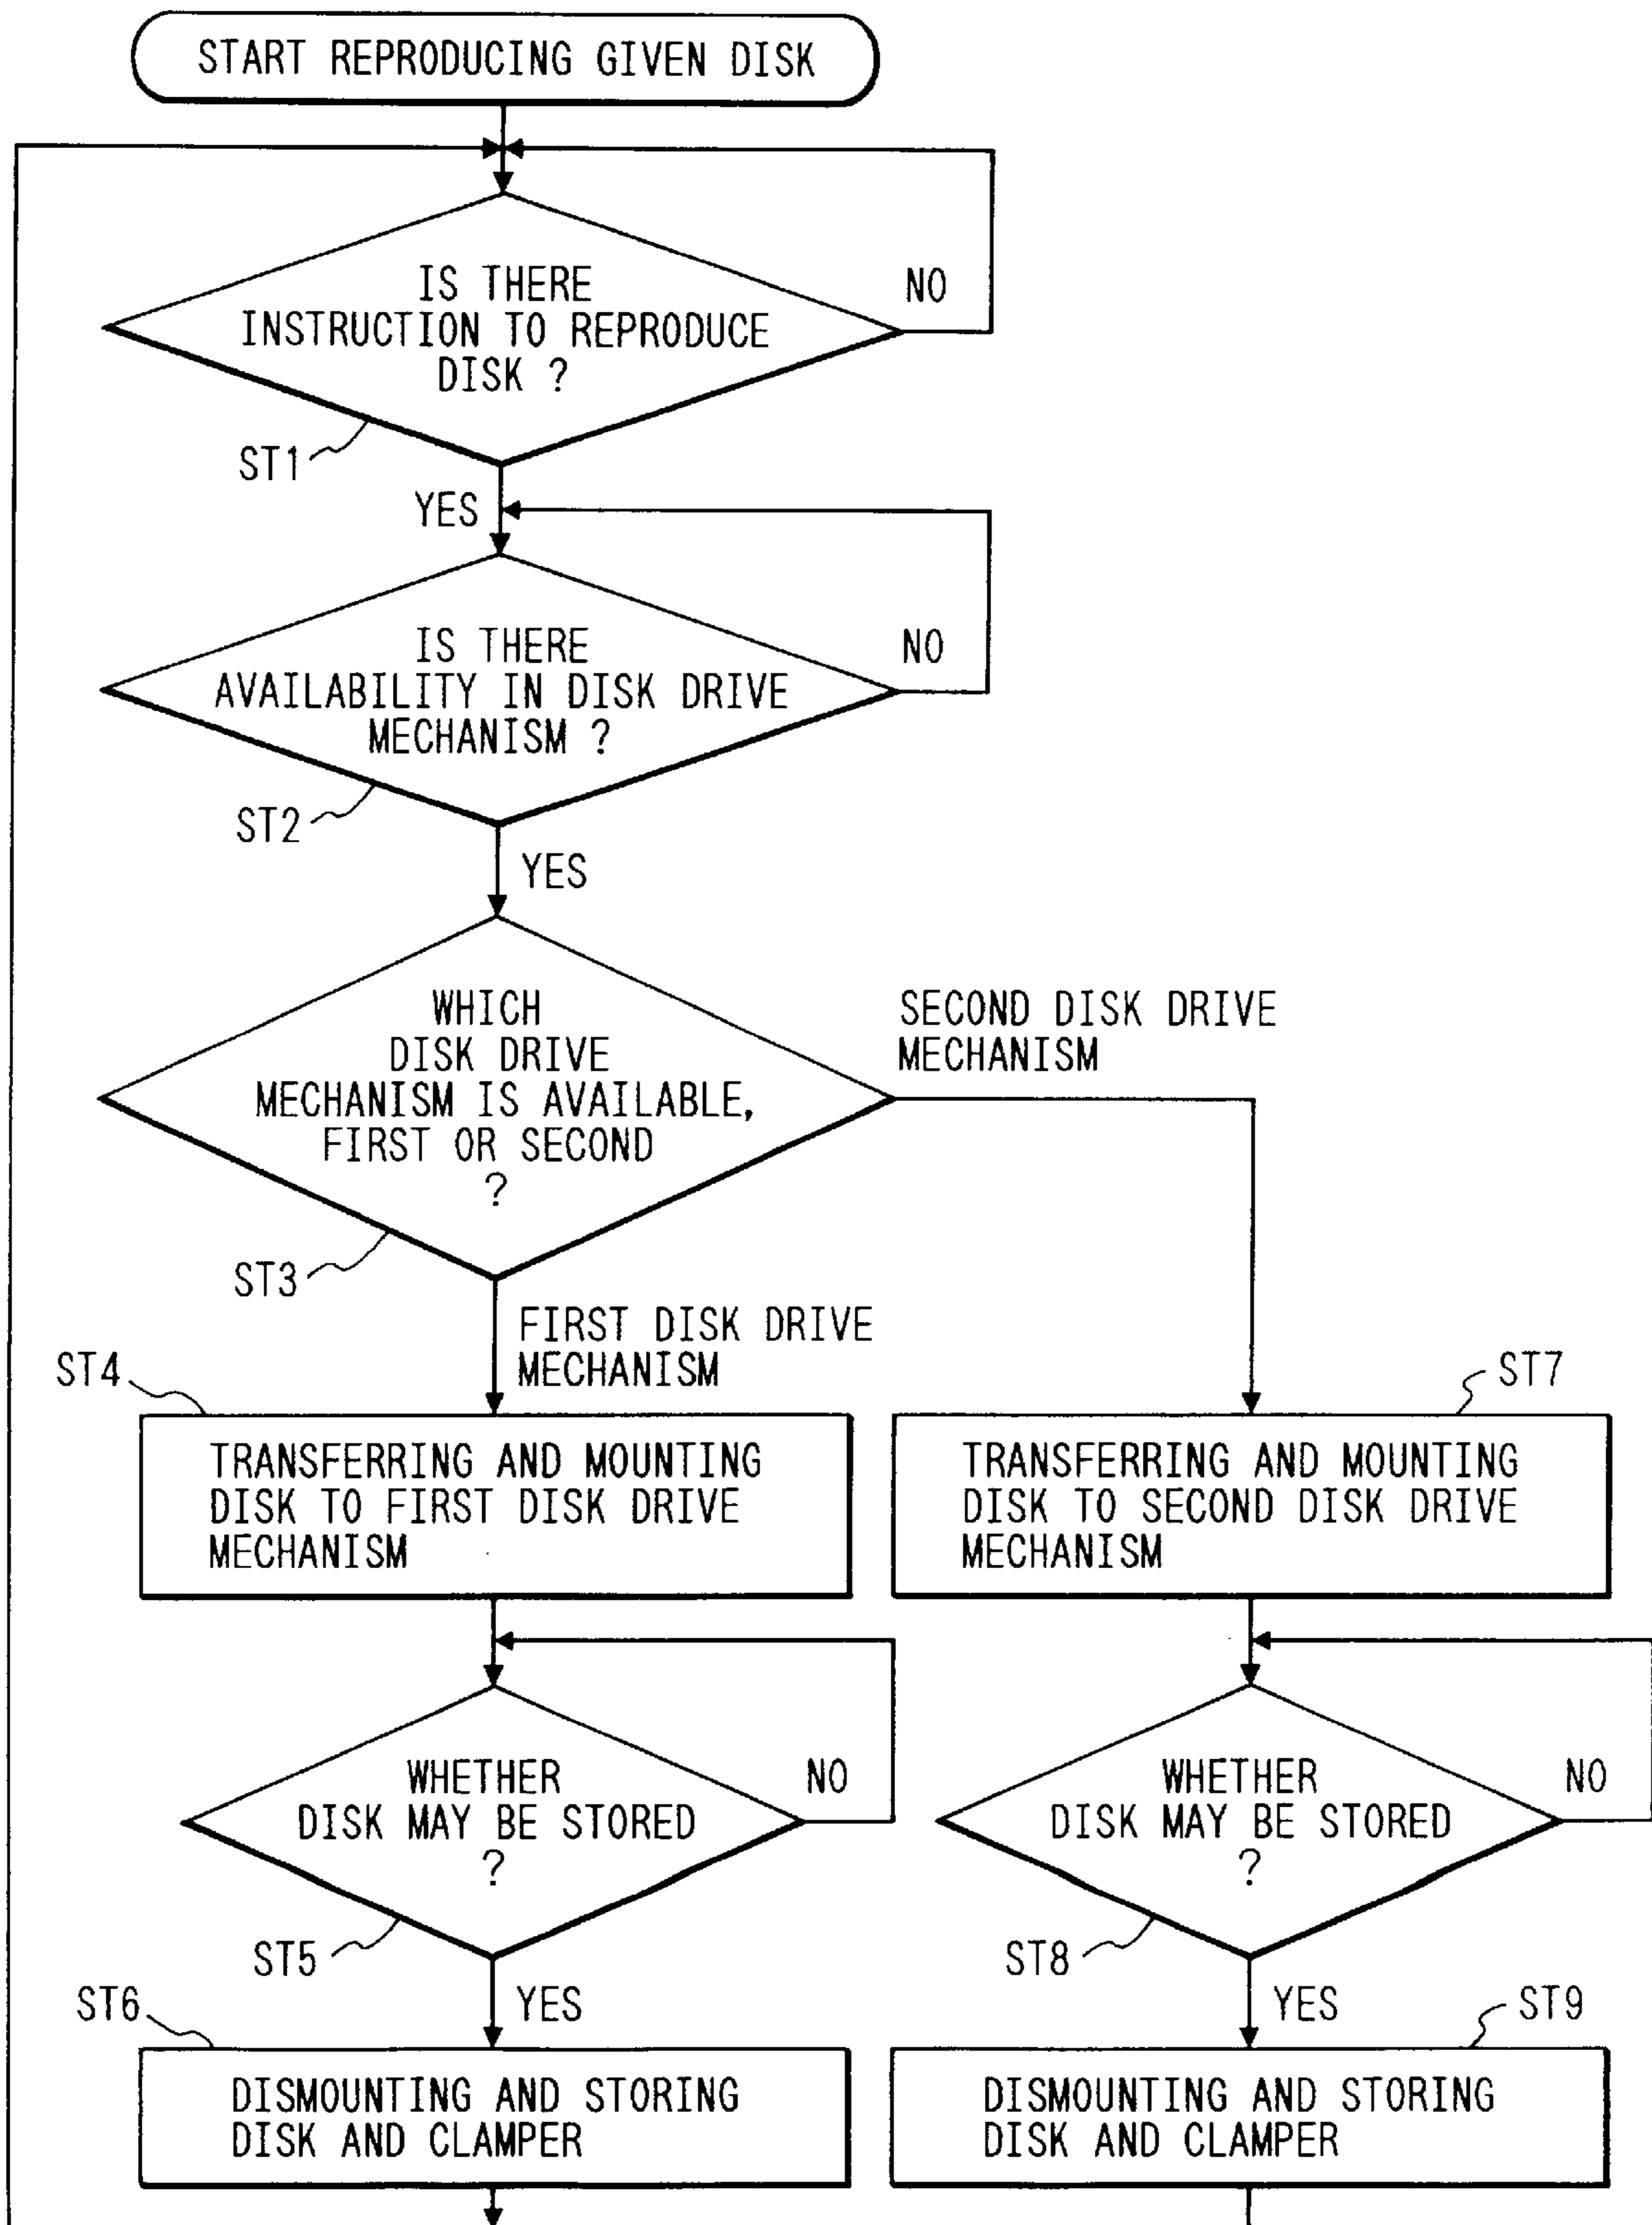 START REPRODUCING GIVEN DISK
IS THERE
INSTRUCTION TO REPRODUCE
DISK ?
NO
ST1
YES
IS THERE
AVAILABILITY IN DISK DRIVE
MECHANISM ?
NO
ST2
YES
WHICH
DISK DRIVE
MECHANISM IS AVAILABLE,
FIRST OR SECOND
?
SECOND DISK DRIVE
MECHANISM
ST3
FIRST DISK DRIVE
MECHANISM
ST4
TRANSFERRING AND MOUNTING
DISK TO FIRST DISK DRIVE
MECHANISM
ST7
TRANSFERRING AND MOUNTING
DISK TO SECOND DISK DRIVE
MECHANISM
WHETHER
DISK MAY BE STORED
?
NO
ST5
YES
WHETHER
DISK MAY BE STORED
?
NO
ST8
YES
ST6
DISMOUNTING AND STORING
DISK AND CLAMPER
ST9
DISMOUNTING AND STORING
DISK AND CLAMPER